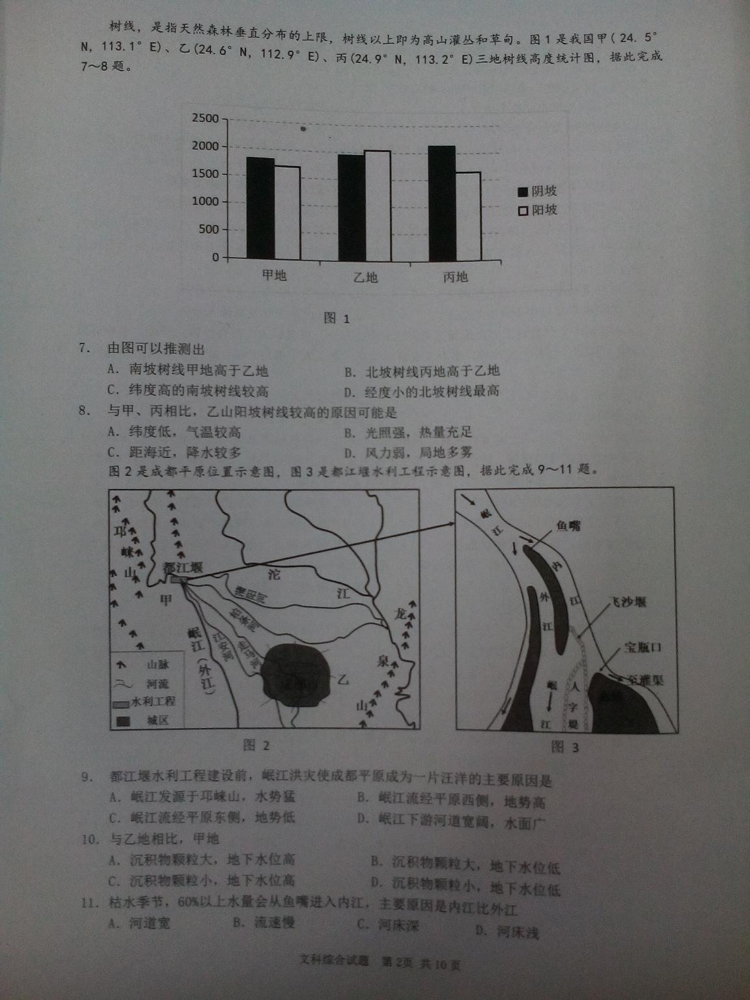 树线，是指天然森林垂直分布的上限，树线以上即为高山灌丛和草甸。图1是我国甲(24.5°
N，113.1°E)、乙(24.6°N，112.9°E)、丙(24.9°N，113.2°E)三地树线高度统计图，据此完成
7～8题。
2500
2000
1500
1000
500
0
阴坡
阳坡
甲地 乙地 丙地
图 1
7. 由图可以推测出
A. 南坡树线甲地高于乙地 B. 北坡树线丙地高于乙地
C. 纬度高的南坡树线较高 D. 经度小的北坡树线最高
8. 与甲、丙相比，乙山阳坡树线较高的原因可能是
A. 纬度低，气温较高 B. 光照强，热量充足
C. 距海近，降水较多 D. 风力弱，局地多雾
图2是成都平原位置示意图，图3是都江堰水利工程示意图，据此完成9～11题。
邛崃山
都江堰
甲
沱江
岷江（外江）
江安河
走马河
柏条河
乙
龙泉山
山脉
河流
水利工程
城区
图 2
岷江
鱼嘴
内江
外江
飞沙堰
宝瓶口
至灌渠
岷江
人字堤
图 3
9. 都江堰水利工程建设前，岷江洪灾使成都平原成为一片汪洋的主要原因是
A. 岷江发源于邛崃山，水势猛 B. 岷江流经平原西侧，地势高
C. 岷江流经平原东侧，地势低 D. 岷江下游河道宽阔，水面广
10. 与乙地相比，甲地
A. 沉积物颗粒大，地下水位高 B. 沉积物颗粒大，地下水位低
C. 沉积物颗粒小，地下水位高 D. 沉积物颗粒小，地下水位低
11. 枯水季节，60%以上水量会从鱼嘴进入内江，主要原因是内江比外江
A. 河道宽 B. 流速慢 C. 河床深 D. 河床浅
文科综合试题 第2页 共10页